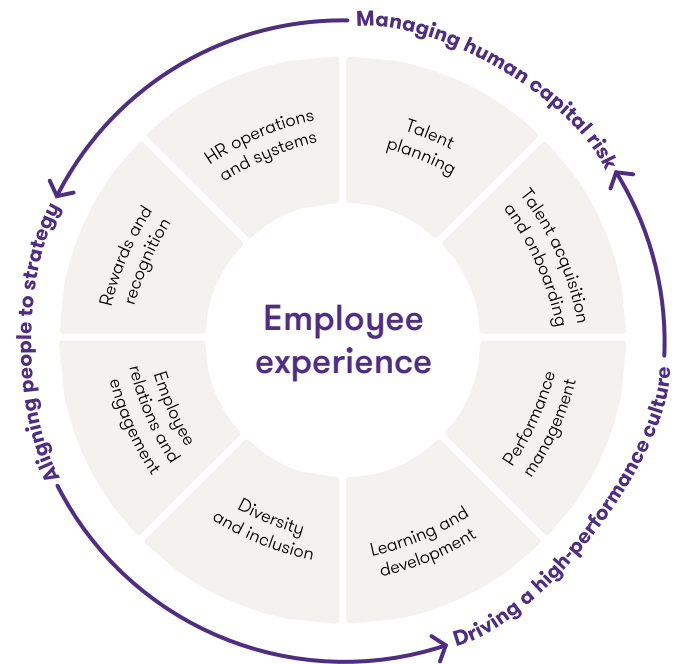 Managing human capital risk
HR operations
and systems
Talent
planning
Talent acquisition
and onboarding
Rewards and
recognition
Aligning people to strategy
Employee
experience
Employee
relations and
engagement
Performance
management
Diversity
and inclusion
Learning and
development
Driving a high-performance culture